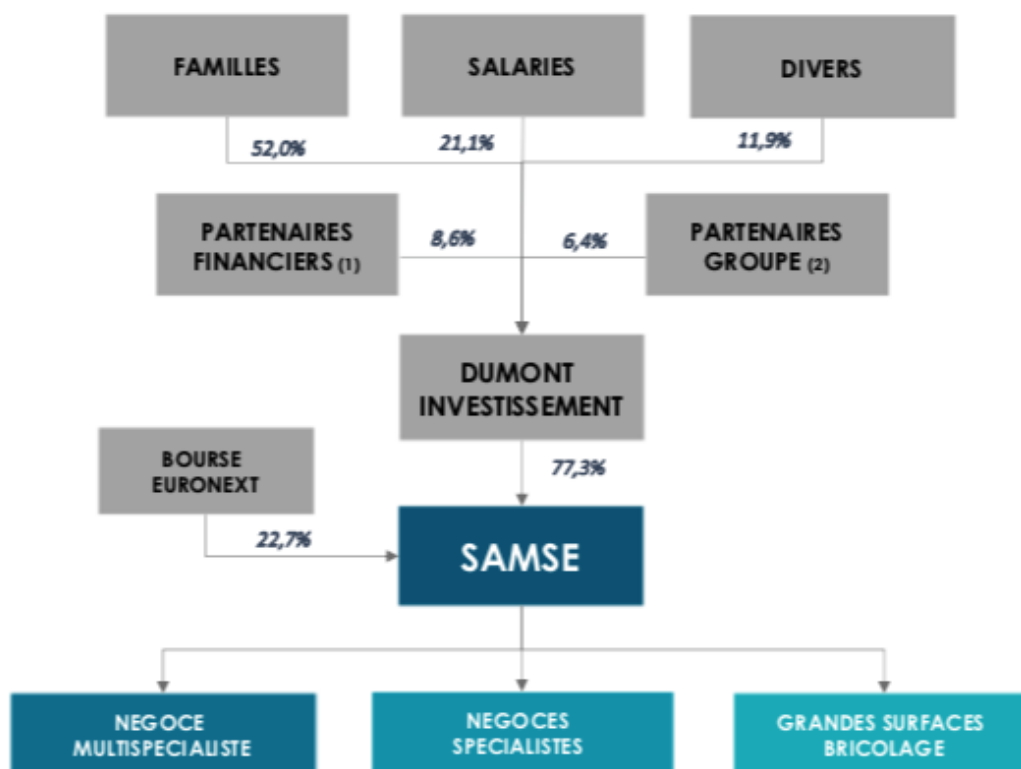 FAMILLES
SALARIES
DIVERS
52,0%
21,1%
11,9%
PARTENAIRES
FINANCIERS (1)
8,6%
6,4%
PARTENAIRES
GROUPE (2)
DUMONT
INVESTISSEMENT
BOURSE
EURONEXT
77,3%
22,7%
SAMSE
NEGOCE
MULTISPECIALISTE
NEGOCES
SPECIALISTES
GRANDES SURFACES
BRICOLAGE